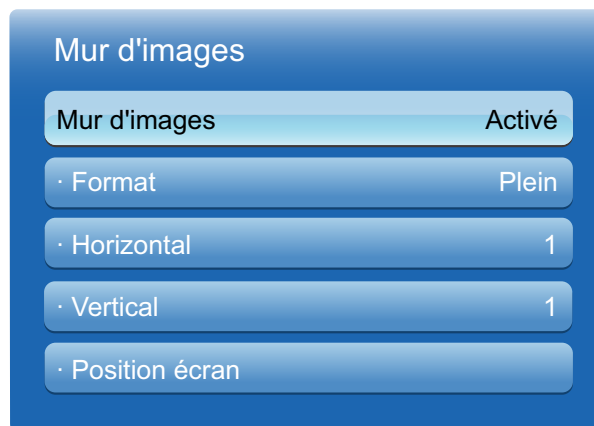 Mur d'images
Mur d'images Activé
· Format Plein
· Horizontal 1
· Vertical 1
· Position écran